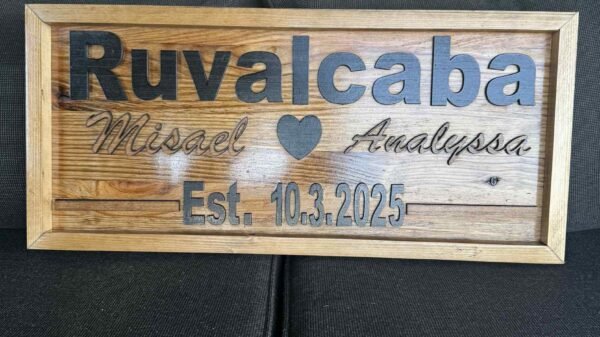 Ruvalcaba
Misael Analyssa
Est. 10.3.2025